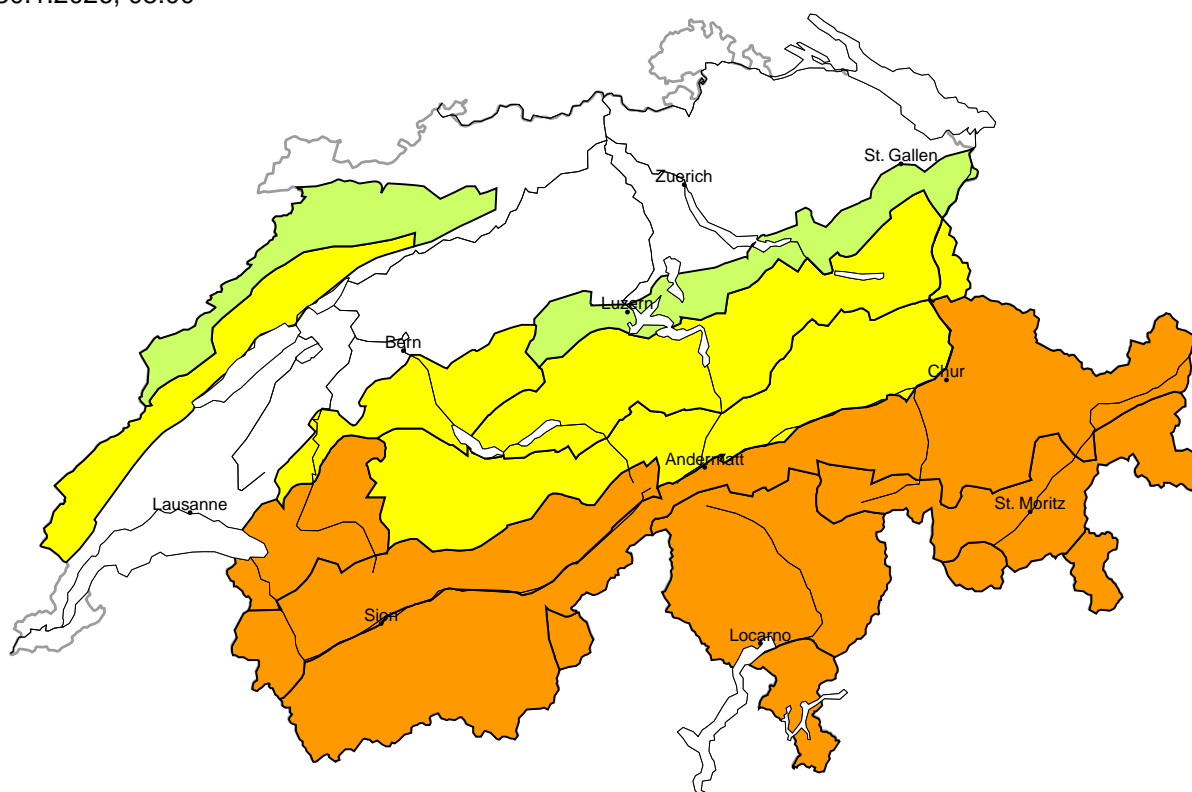 St. Gallen
Zuerich
Luzern
Bern
Chur
Andermatt
Lausanne
St. Moritz
Sion
Locarno